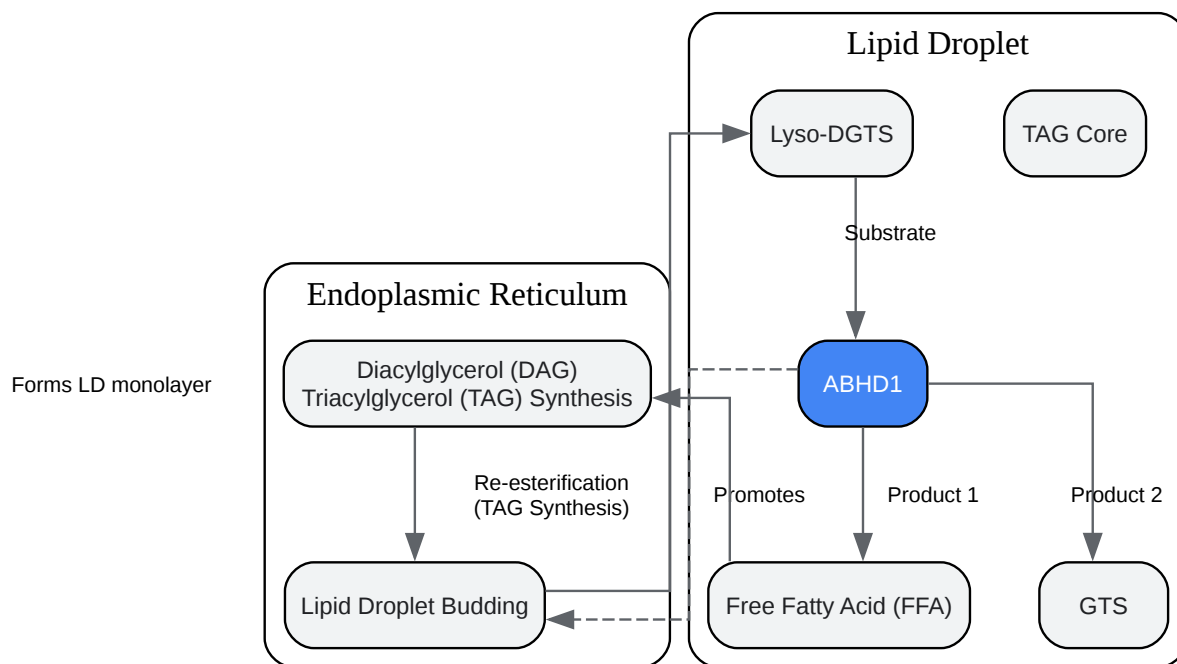 Lipid Droplet
Lyso-DGTS
TAG Core
Substrate
Endoplasmic Reticulum
Diacylglycerol (DAG)
Triacylglycerol (TAG) Synthesis
Forms LD monolayer
ABHD1
Re-esterification
(TAG Synthesis)
Promotes
Product 1
Product 2
Lipid Droplet Budding
Free Fatty Acid (FFA)
GTS